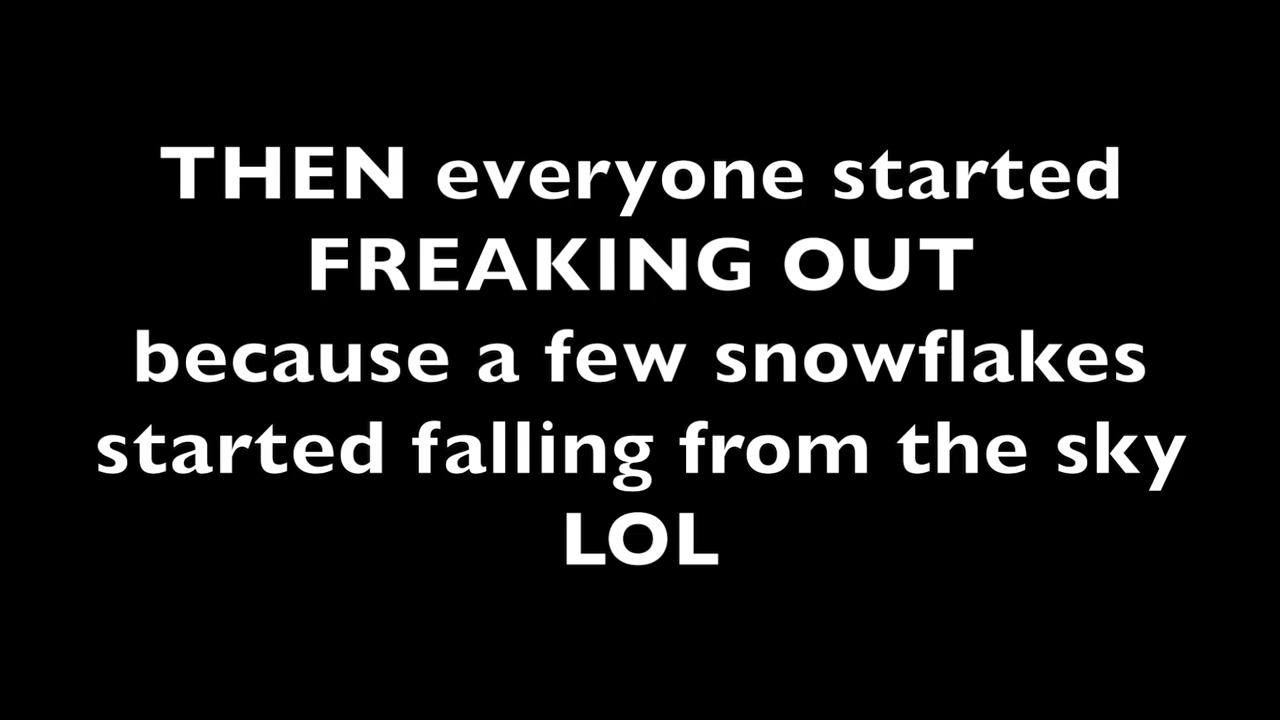 THEN everyone started
FREAKING OUT
because a few snowflakes
started falling from the sky
LOL